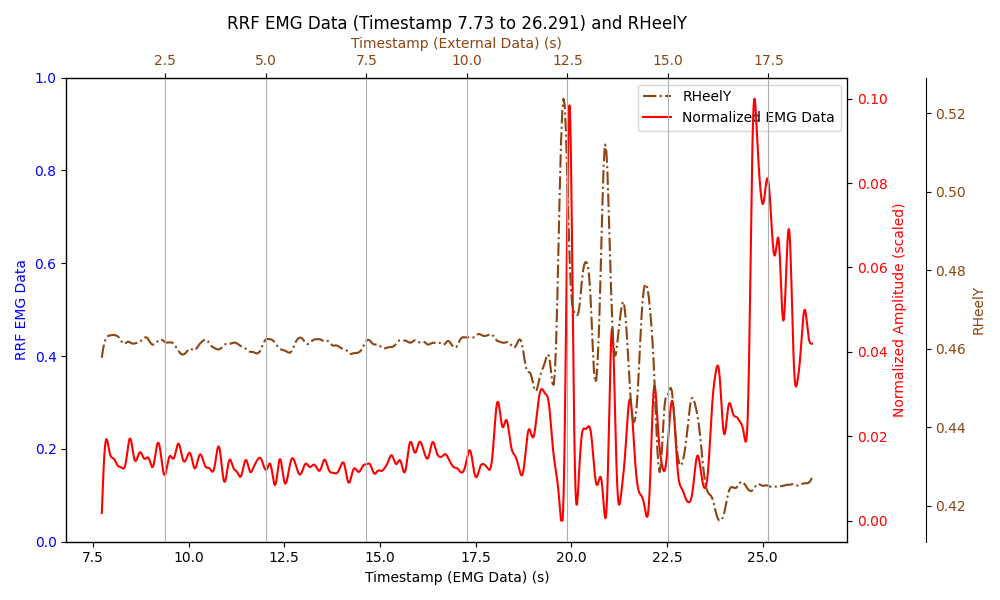 RRF EMG Data (Timestamp 7.73 to 26.291) and RHeelY
Timestamp (External Data) (s)
2.5 5.0 7.5 10.0 12.5 15.0 17.5
RHeelY
Normalized EMG Data
1.0
0.8
0.6
0.4
0.2
0.0
RRF EMG Data
0.10
0.08
0.06
0.04
0.02
0.00
Normalized Amplitude (scaled)
0.52
0.50
0.48
0.46
0.44
0.42
RHeelY
7.5 10.0 12.5 15.0 17.5 20.0 22.5 25.0
Timestamp (EMG Data) (s)